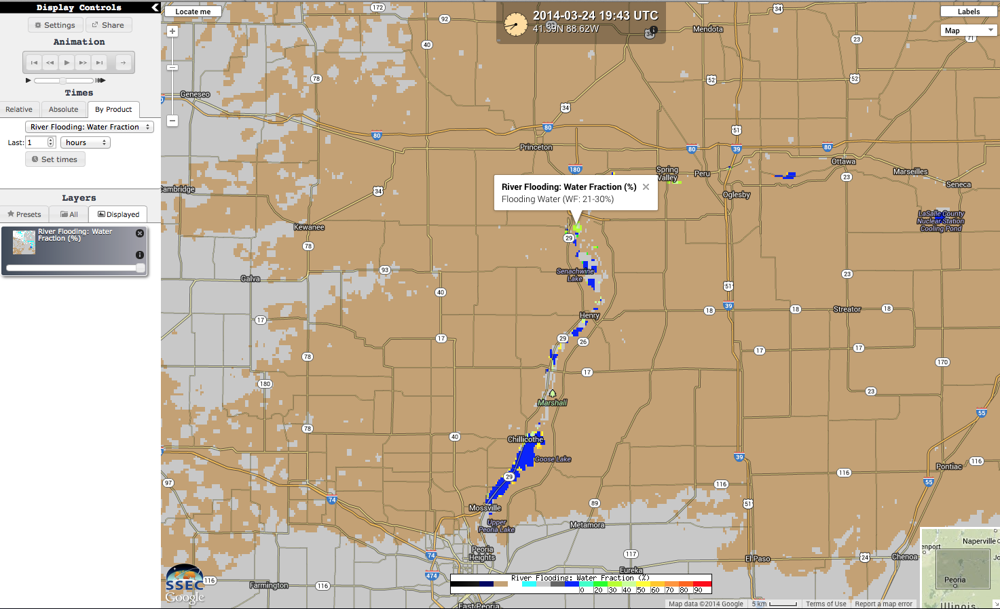 Display Controls
Settings
Share
Animation
Times
Relative
Absolute
By Product
River Flooding: Water Fraction
Last:
1
hours
Set times
Layers
Presets
All
Displayed
River Flooding: Water
Fraction (%)
Locate me
2014-03-24 19:43 UTC
41.39N 88.62W
Labels
Map
172
92
34
34
Mendota
23
71
40
78
52
52
Geneseo
34
80
80
51
Princeton
80
39
80
Ottawa
180
Spring
Valley
Peru
23
Marseilles
Seneca
Cambridge
34
Oglesby
River Flooding: Water Fraction (%)
Flooding Water (WF: 21-30%)
LaSalle County
Nuclear Station
Cooling Pond
Kewanee
29
78
93
Senachwine
Lake
23
Galva
40
51
39
18
18
Streator
18
Henry
17
17
29
26
17
17
78
170
17
180
23
Marshall
55
78
40
Chillicothe
Goose Lake
39
116
Pontiac
116
29
97
116
55
74
89
51
Mossville
Upper
Peoria Lake
Metamora
Naperville
enport
Jo
Peoria
Heights
74
117
El Paso
24
Chenoa
474
Eureka
SSEC
116
Farmington
116
Google
River Flooding: Water Fraction (%)
0 20 30 40 50 60 70 80 90
East Peoria
Peoria
Illinois
Map data ©2014 Google
5 km
Terms of Use
Report a map error